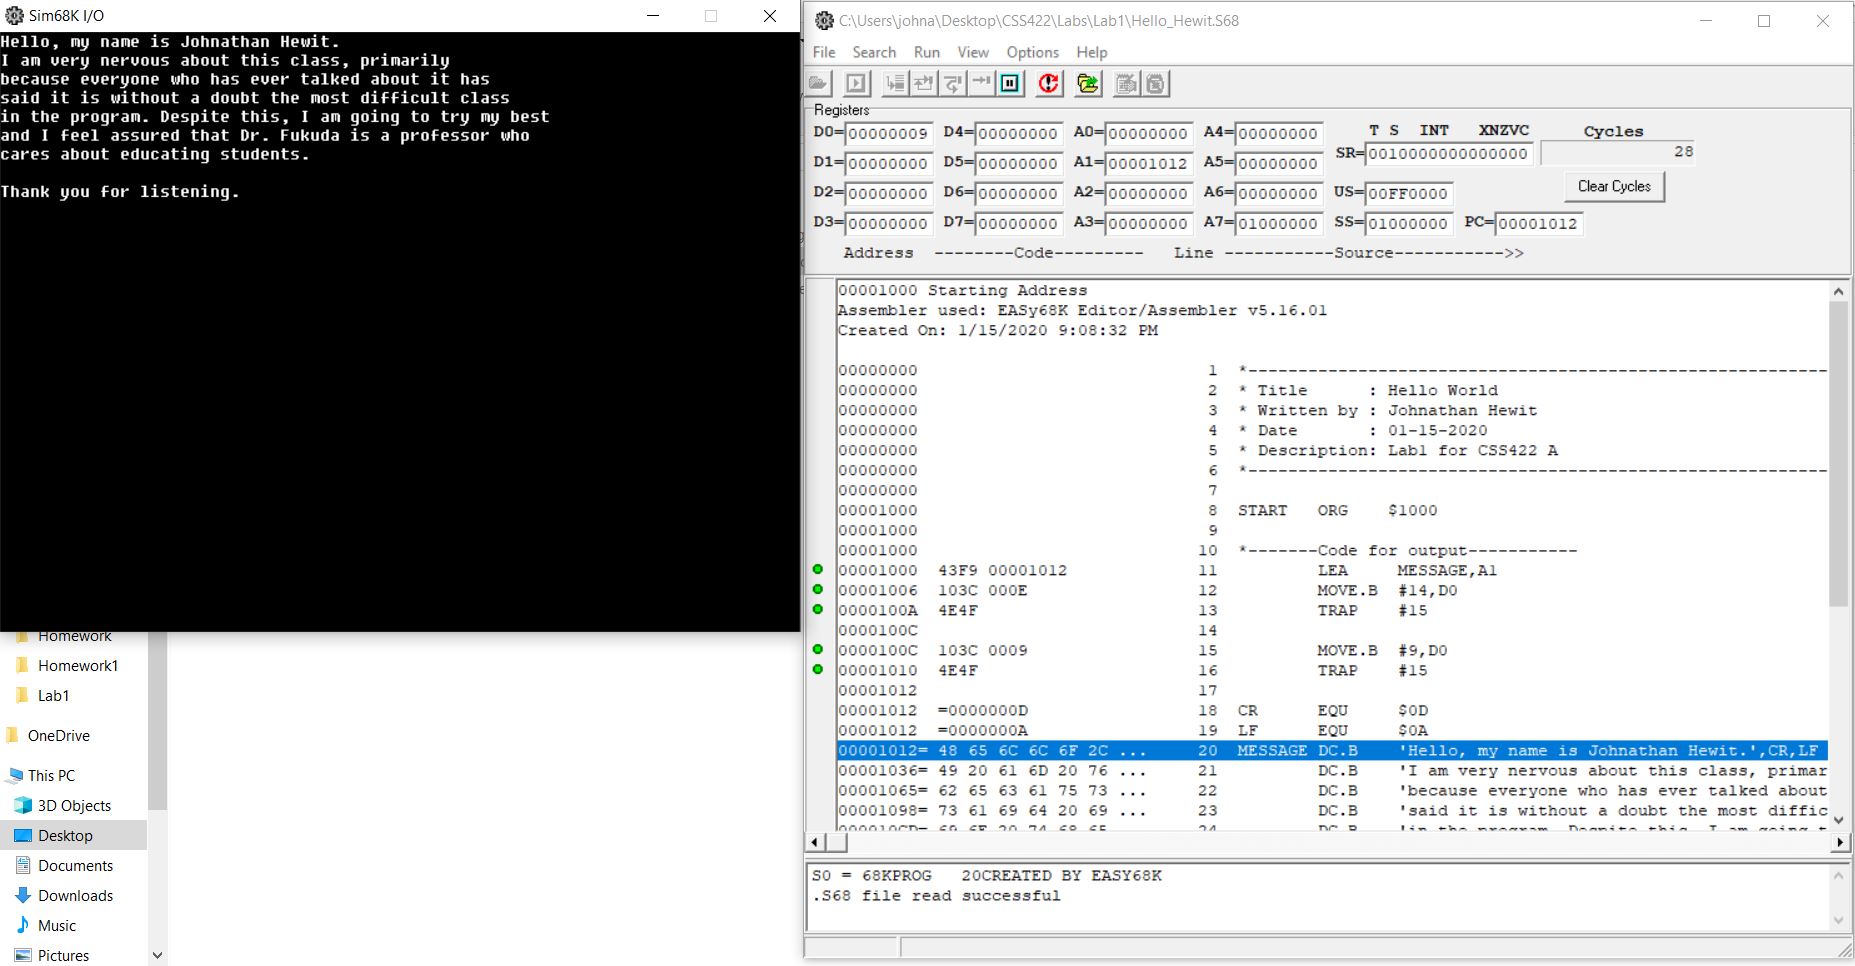 Sim68K I/O
Hello, my name is Johnathan Hewit.
I am very nervous about this class, primarily
because everyone who has ever talked about it has
said it is without a doubt the most difficult class
in the program. Despite this, I am going to try my best
and I feel assured that Dr. Fukuda is a professor who
cares about educating students.
Thank you for listening.
Homework
Homework1
Lab1
OneDrive
This PC
3D Objects
Desktop
Documents
Downloads
Music
Pictures
C:\Users\johna\Desktop\CSS422\Labs\Lab1\Hello_Hewit.S68
File Search Run View Options Help
Registers
D0= 00000009 D4= 00000000 A0= 00000000 A4= 00000000 T S INT XNZVC Cycles
D1= 00000000 D5= 00000000 A1= 00001012 A5= 00000000 SR= 0010000000000000 28
D2= 00000000 D6= 00000000 A2= 00000000 A6= 00000000 US= 00FF0000 Clear Cycles
D3= 00000000 D7= 00000000 A3= 00000000 A7= 01000000 SS= 01000000 PC= 00001012
Address --------Code--------- Line -----------Source----------->>
00001000 Starting Address
Assembler used: EASy68K Editor/Assembler v5.16.01
Created On: 1/15/2020 9:08:32 PM
00000000 1 *-----------------------------------------------------------
00000000 2 * Title : Hello World
00000000 3 * Written by : Johnathan Hewit
00000000 4 * Date : 01-15-2020
00000000 5 * Description: Lab1 for CSS422 A
00000000 6 *-----------------------------------------------------------
00000000 7
00001000 8 START ORG $1000
00001000 9
00001000 10 *-------Code for output-----------
00001000 43F9 00001012 11 LEA MESSAGE,A1
00001006 103C 000E 12 MOVE.B #14,D0
0000100A 4E4F 13 TRAP #15
0000100C 14
0000100C 103C 0009 15 MOVE.B #9,D0
00001010 4E4F 16 TRAP #15
00001012 17
00001012 =0000000D 18 CR EQU $0D
00001012 =0000000A 19 LF EQU $0A
00001012= 48 65 6C 6C 6F 2C ... 20 MESSAGE DC.B 'Hello, my name is Johnathan Hewit.',CR,LF
00001036= 49 20 61 6D 20 76 ... 21 DC.B 'I am very nervous about this class, primar
00001065= 62 65 63 61 75 73 ... 22 DC.B 'because everyone who has ever talked about
00001098= 73 61 69 64 20 69 ... 23 DC.B 'said it is without a doubt the most diffic
000010CD= 69 6E 20 74 68 65 24 DC.B 'in the program. Despite this, I am going t
S0 = 68KPROG 20CREATED BY EASY68K
.S68 file read successful